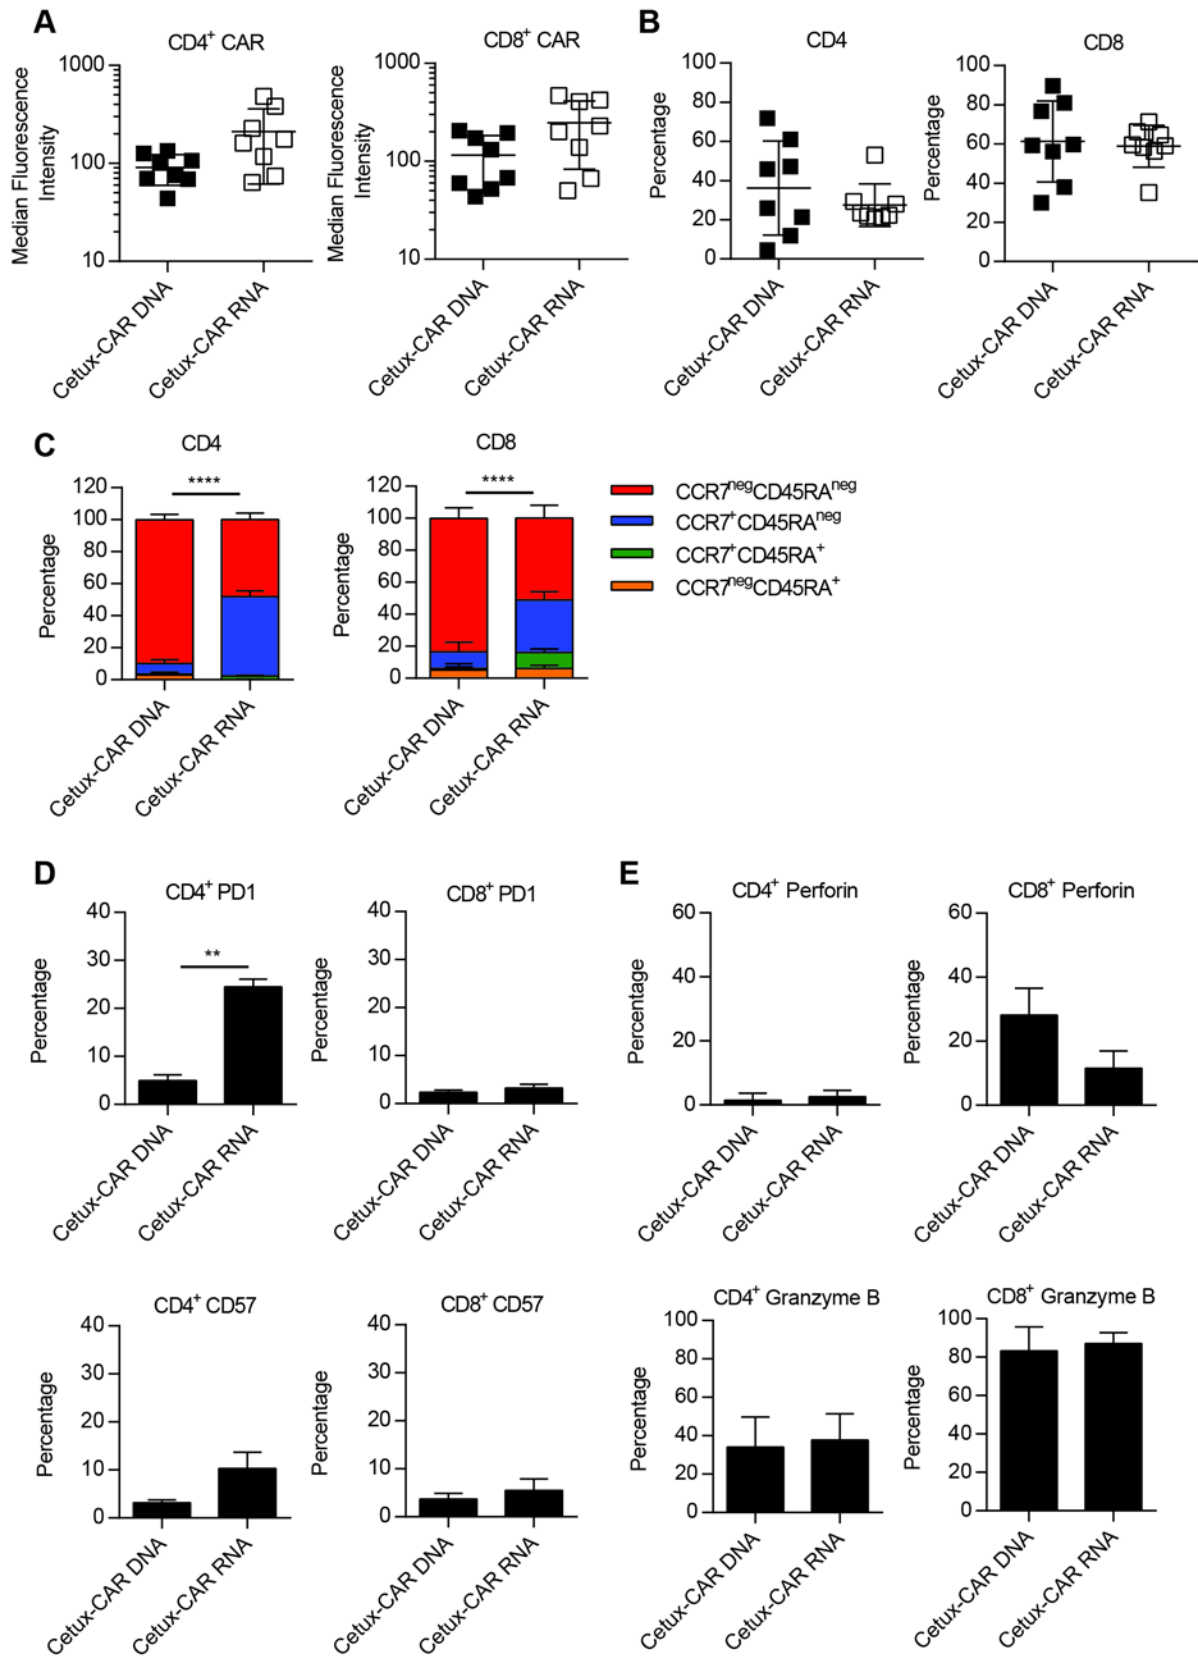 A
CD4+ CAR
Median Fluorescence
Intensity
1000
100
10
Cetux-CAR DNA
Cetux-CAR RNA
CD8+ CAR
Median Fluorescence
Intensity
1000
100
10
Cetux-CAR DNA
Cetux-CAR RNA
B
CD4
Percentage
100
80
60
40
20
0
Cetux-CAR DNA
Cetux-CAR RNA
CD8
Percentage
100
80
60
40
20
0
Cetux-CAR DNA
Cetux-CAR RNA
C
CD4
****
Percentage
120
100
80
60
40
20
0
Cetux-CAR DNA
Cetux-CAR RNA
CD8
****
Percentage
120
100
80
60
40
20
0
Cetux-CAR DNA
Cetux-CAR RNA
CCR7negCD45RAneg
CCR7+CD45RAneg
CCR7+CD45RA+
CCR7negCD45RA+
D
CD4+ PD1
**
Percentage
40
30
20
10
0
Cetux-CAR DNA
Cetux-CAR RNA
CD8+ PD1
Percentage
40
30
20
10
0
Cetux-CAR DNA
Cetux-CAR RNA
E
CD4+ Perforin
Percentage
60
40
20
0
Cetux-CAR DNA
Cetux-CAR RNA
CD8+ Perforin
Percentage
60
40
20
0
Cetux-CAR DNA
Cetux-CAR RNA
CD4+ CD57
Percentage
40
30
20
10
0
Cetux-CAR DNA
Cetux-CAR RNA
CD8+ CD57
Percentage
40
30
20
10
0
Cetux-CAR DNA
Cetux-CAR RNA
CD4+ Granzyme B
Percentage
100
80
60
40
20
0
Cetux-CAR DNA
Cetux-CAR RNA
CD8+ Granzyme B
Percentage
100
80
60
40
20
0
Cetux-CAR DNA
Cetux-CAR RNA